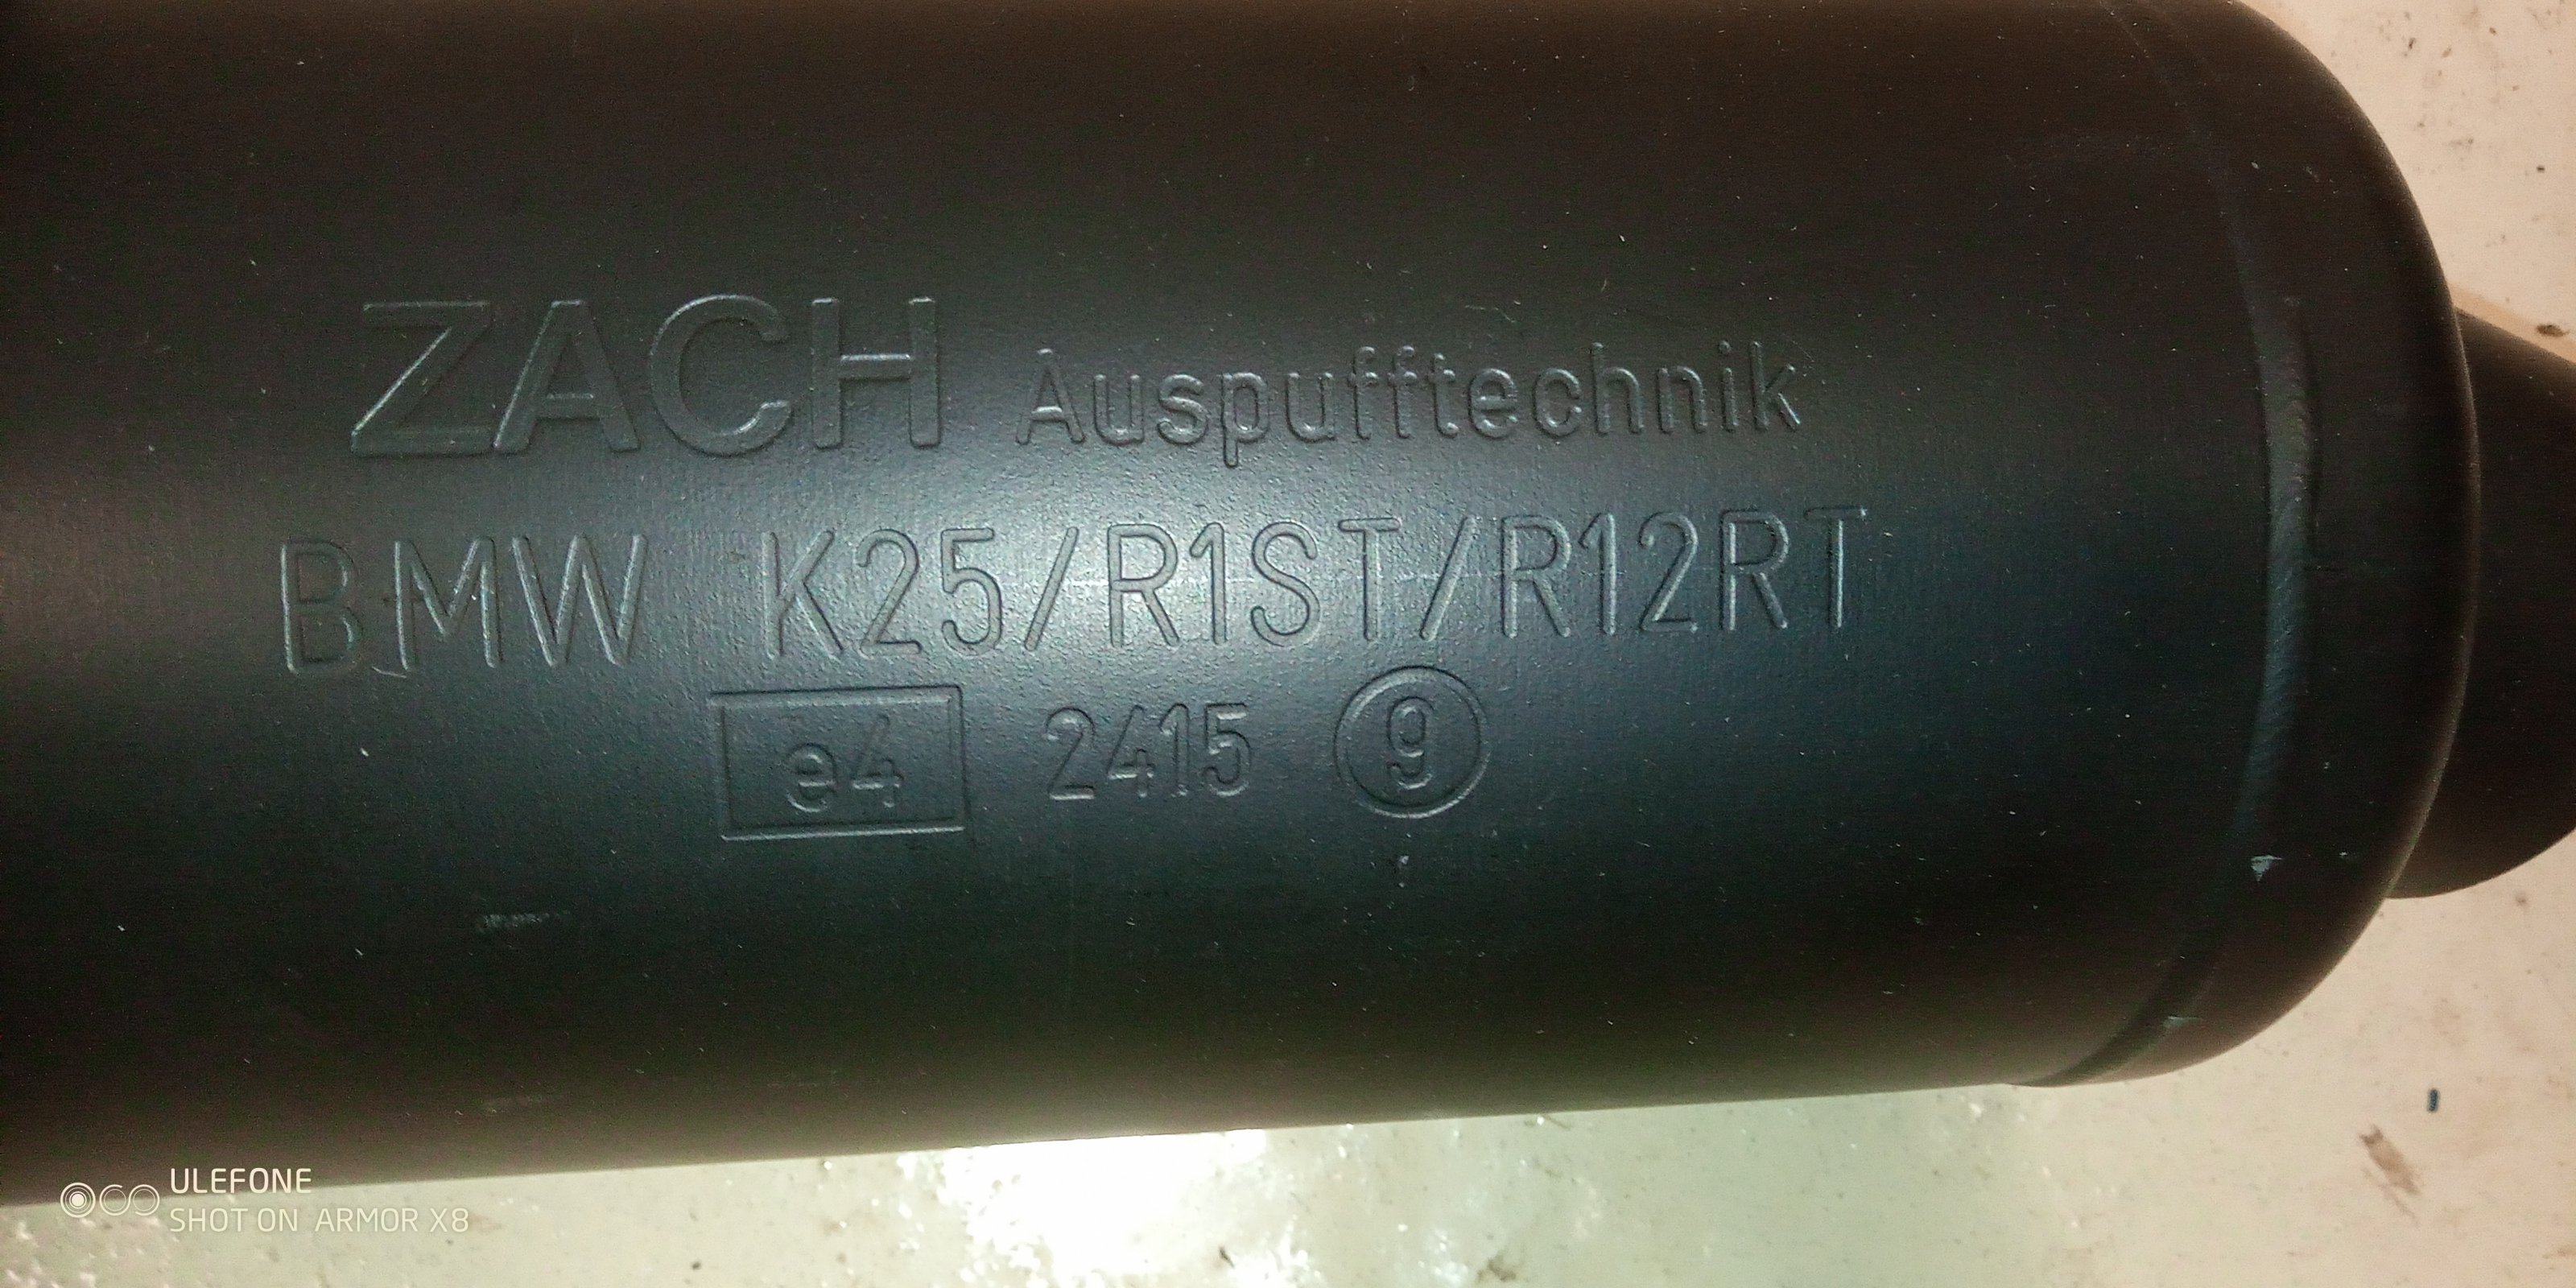 ZACH Auspufftechnik
BMW K25/R1ST/R12RT
e4 2415 9
ULEFONE
SHOT ON ARMOR X8